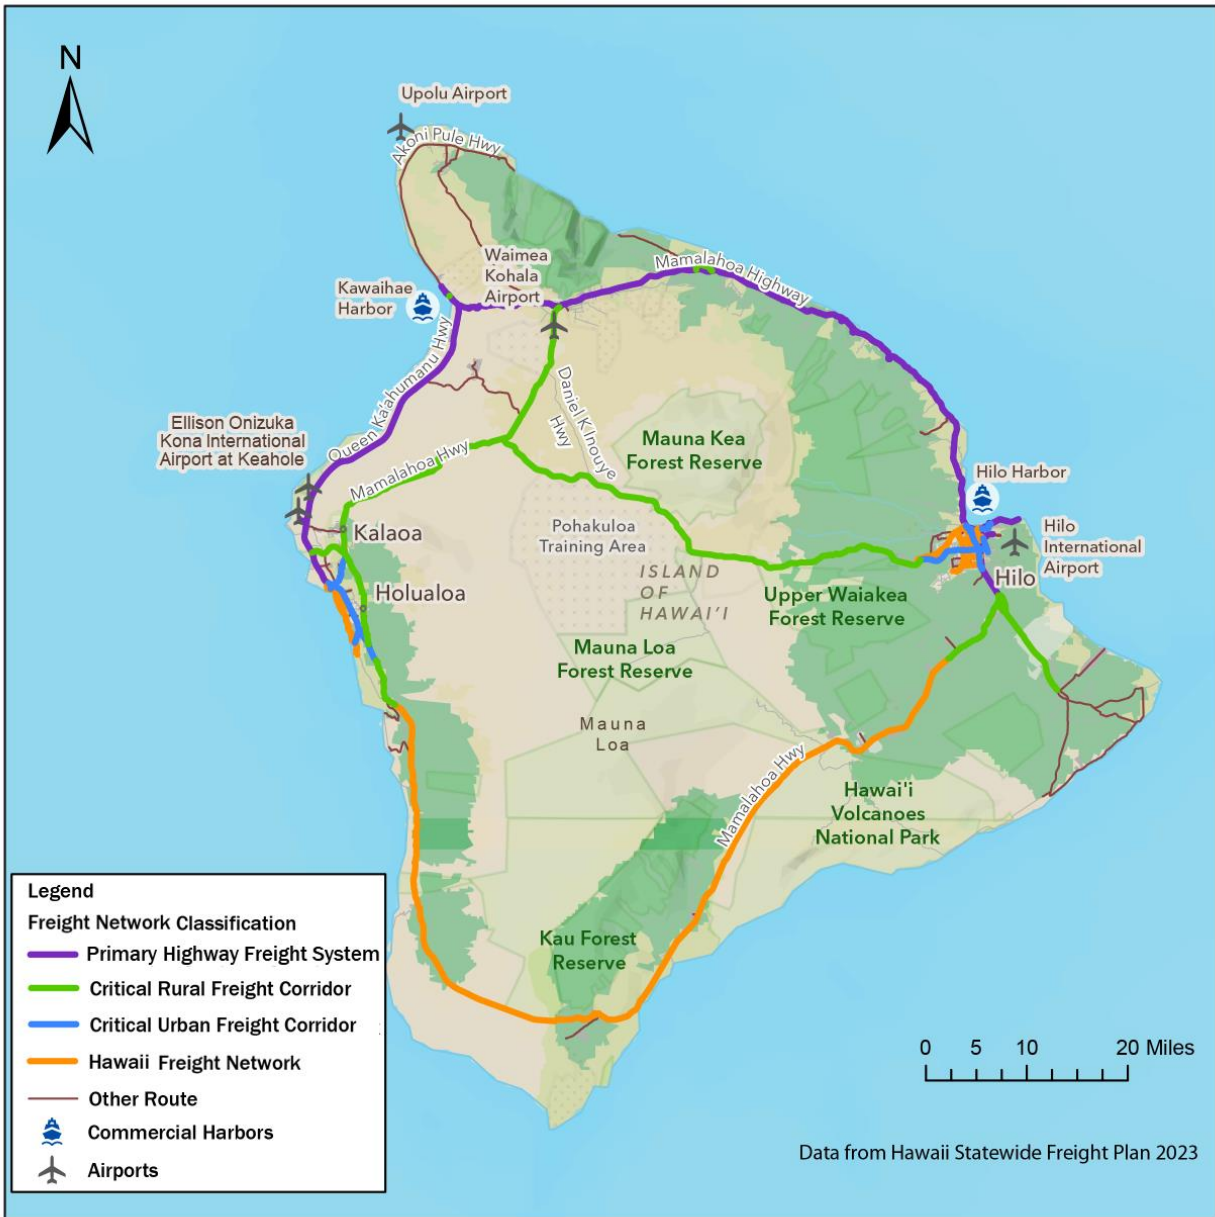 N
Upolu Airport
Akoni Pule Hwy
Waimea
Kohala
Airport
Mamalahoa Highway
Kawaihae
Harbor
Queen Ka'ahumanu Hwy
Daniel K Inouye
Hwy
Ellison Onizuka
Kona International
Airport at Keahole
Mamalahoa Hwy
Mauna Kea
Forest Reserve
Hilo Harbor
Kalaoa
Pohakuloa
Training Area
Hilo
International
Airport
ISLAND
OF
HAWAI'I
Hilo
Holualoa
Upper Waiakea
Forest Reserve
Mauna Loa
Forest Reserve
Mauna
Loa
Mamalahoa Hwy
Hawai'i
Volcanoes
National Park
Kau Forest
Reserve
Legend
Freight Network Classification
Primary Highway Freight System
Critical Rural Freight Corridor
Critical Urban Freight Corridor
Hawaii Freight Network
Other Route
Commercial Harbors
Airports
0 5 10 20 Miles
Data from Hawaii Statewide Freight Plan 2023